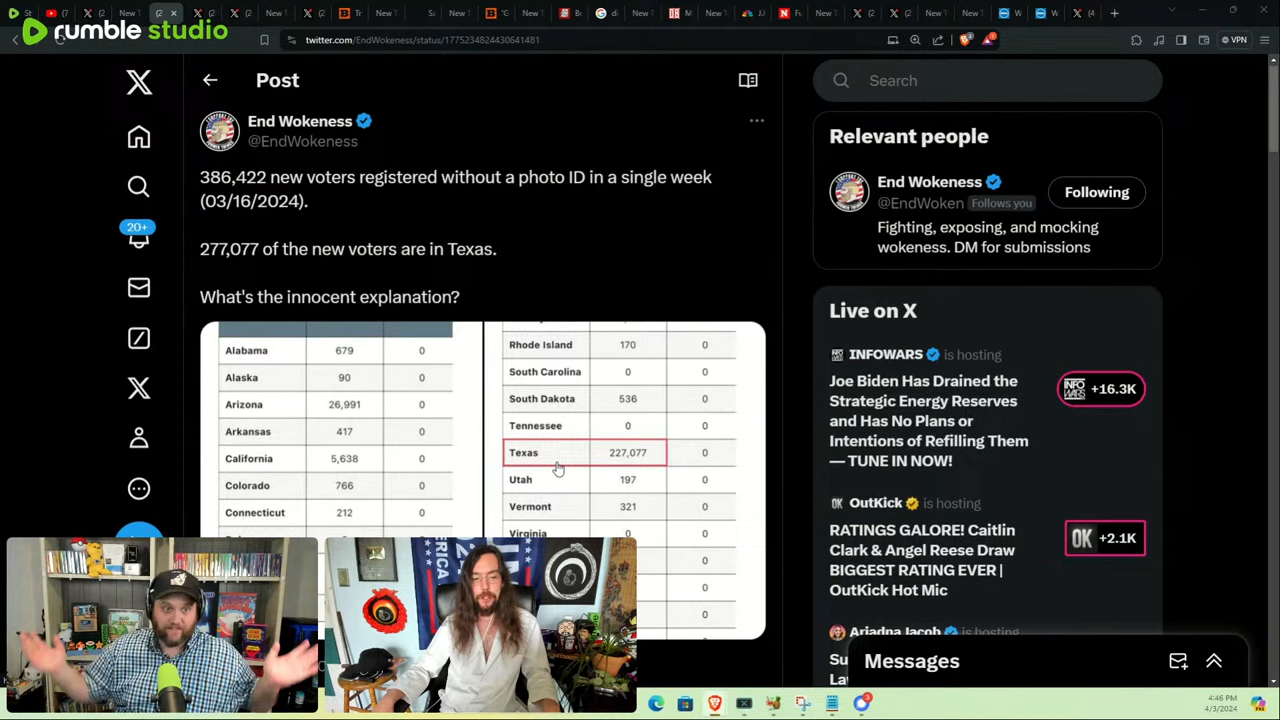 rumble studio
twitter.com/EndWokeness/status/1775234824430641481
VPN
Post
Search
End Wokeness
@EndWokeness
386,422 new voters registered without a photo ID in a single week
(03/16/2024).
277,077 of the new voters are in Texas.
What's the innocent explanation?
20+
Alabama 679 0
Alaska 90 0
Arizona 26,991 0
Arkansas 417 0
California 5,638 0
Colorado 766 0
Connecticut 212 0
Rhode Island 170 0
South Carolina 0 0
South Dakota 536 0
Tennessee 0 0
Texas 227,077 0
Utah 197 0
Vermont 321 0
Virginia 0
0
0
0
Relevant people
End Wokeness
@EndWoken Follows you
Following
Fighting, exposing, and mocking
wokeness. DM for submissions
Live on X
INFOWARS is hosting
Joe Biden Has Drained the
Strategic Energy Reserves
and Has No Plans or
Intentions of Refilling Them
— TUNE IN NOW!
INFO WARS +16.3K
OutKick is hosting
RATINGS GALORE! Caitlin
Clark & Angel Reese Draw
BIGGEST RATING EVER |
OutKick Hot Mic
OK +2.1K
Ariadna Jacob
Messages
4:46 PM
4/3/2024